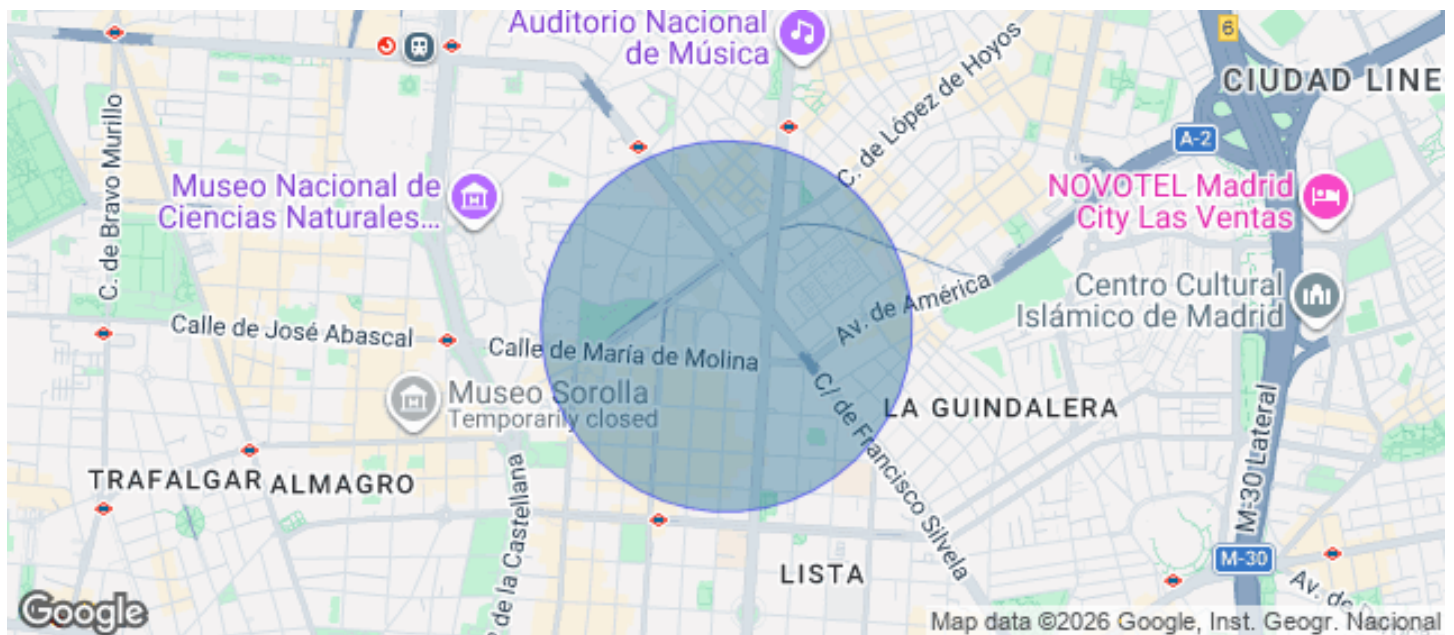 Auditorio Nacional
de Música
6
CIUDAD LINE
C. de Bravo Murillo
C. de López de Hoyos
A-2
Museo Nacional de
Ciencias Naturales...
NOVOTEL Madrid
City Las Ventas
Av. de América
Centro Cultural
Islámico de Madrid
Calle de José Abascal
Calle de María de Molina
Museo Sorolla
Temporarily closed
C/ de Francisco Silvela
LA GUINDALERA
M-30 Lateral
TRAFALGAR
ALMAGRO
P.º de la Castellana
LISTA
M-30
Av. de
Google
Map data ©2026 Google, Inst. Geogr. Nacional